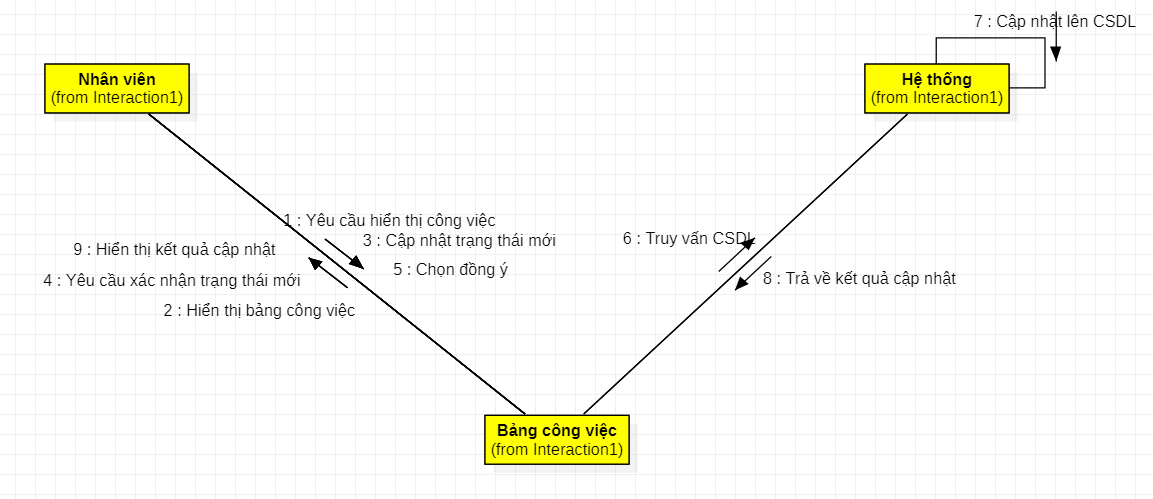 7 : Cập nhật lên CSDL
Nhân viên
(from Interaction1)
Hệ thống
(from Interaction1)
1 : Yêu cầu hiển thị công việc
3 : Cập nhật trạng thái mới
5 : Chọn đồng ý
9 : Hiển thị kết quả cập nhật
4 : Yêu cầu xác nhận trạng thái mới
2 : Hiển thị bảng công việc
6 : Truy vấn CSDL
8 : Trả về kết quả cập nhật
Bảng công việc
(from Interaction1)